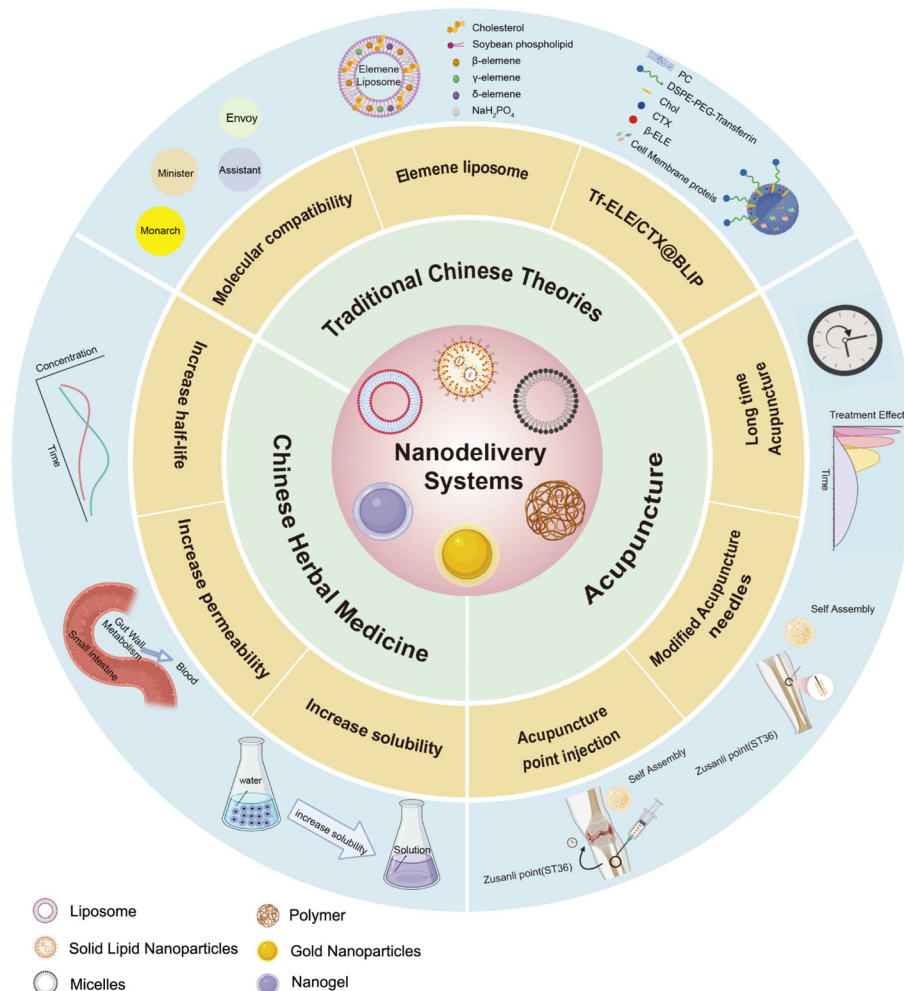 Cholesterol
Soybean phospholipid
β-elemene
γ-elemene
δ-elemene
NaH₂PO₄
Elemene
Liposome
PC
DSPE-PEG-Transferrin
Chol
CTX
β-ELE
Cell Membrane proteis
Envoy
Minister
Assistant
Monarch
Molecular compatibility
Elemene liposome
Tf-ELE/CTX@BLIP
Traditional Chinese Theories
Concentration
Time
Increase half-life
Long time
Acupuncture
Treatment Effect
Time
Nanodelivery
Systems
Chinese Herbal Medicine
Acupuncture
Increase permeability
Modified Acupuncture
needles
Small intestine
Gut Wall
Metabolism
Blood
Self Assembly
Zusanli point(ST36)
Increase solubility
Acupuncture
point injection
water
increase solubility
Solution
Self Assembly
Zusanli point(ST36)
Liposome
Polymer
Solid Lipid Nanoparticles
Gold Nanoparticles
Micelles
Nanogel